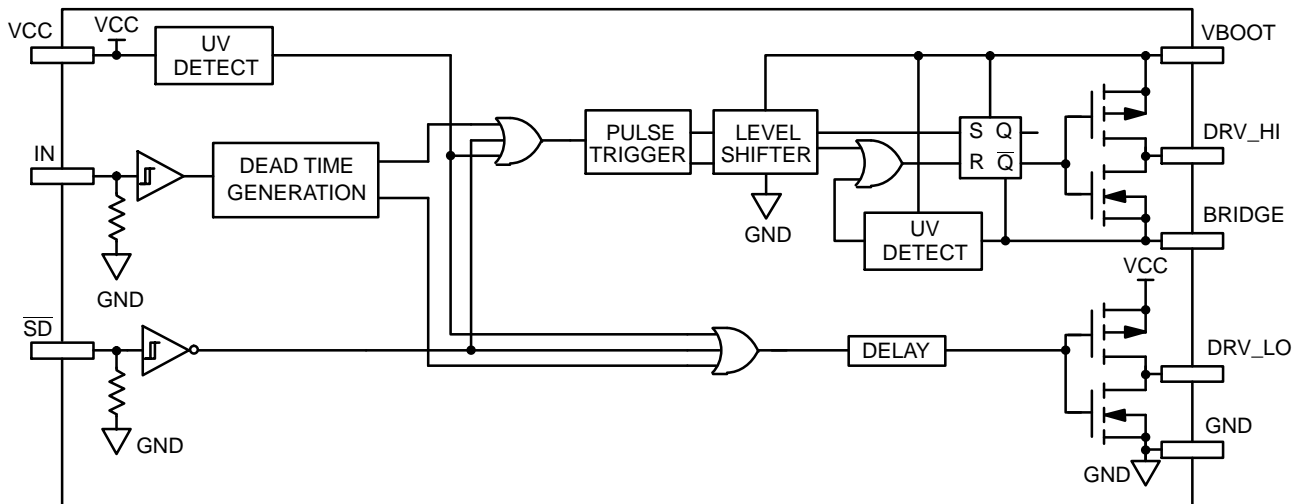 VCC
VCC
UV
DETECT
VBOOT
IN
DEAD TIME
GENERATION
PULSE
TRIGGER
LEVEL
SHIFTER
S Q
R Q̅
DRV_HI
GND
GND
UV
DETECT
BRIDGE
VCC
S̅D̅
GND
DELAY
DRV_LO
GND
GND